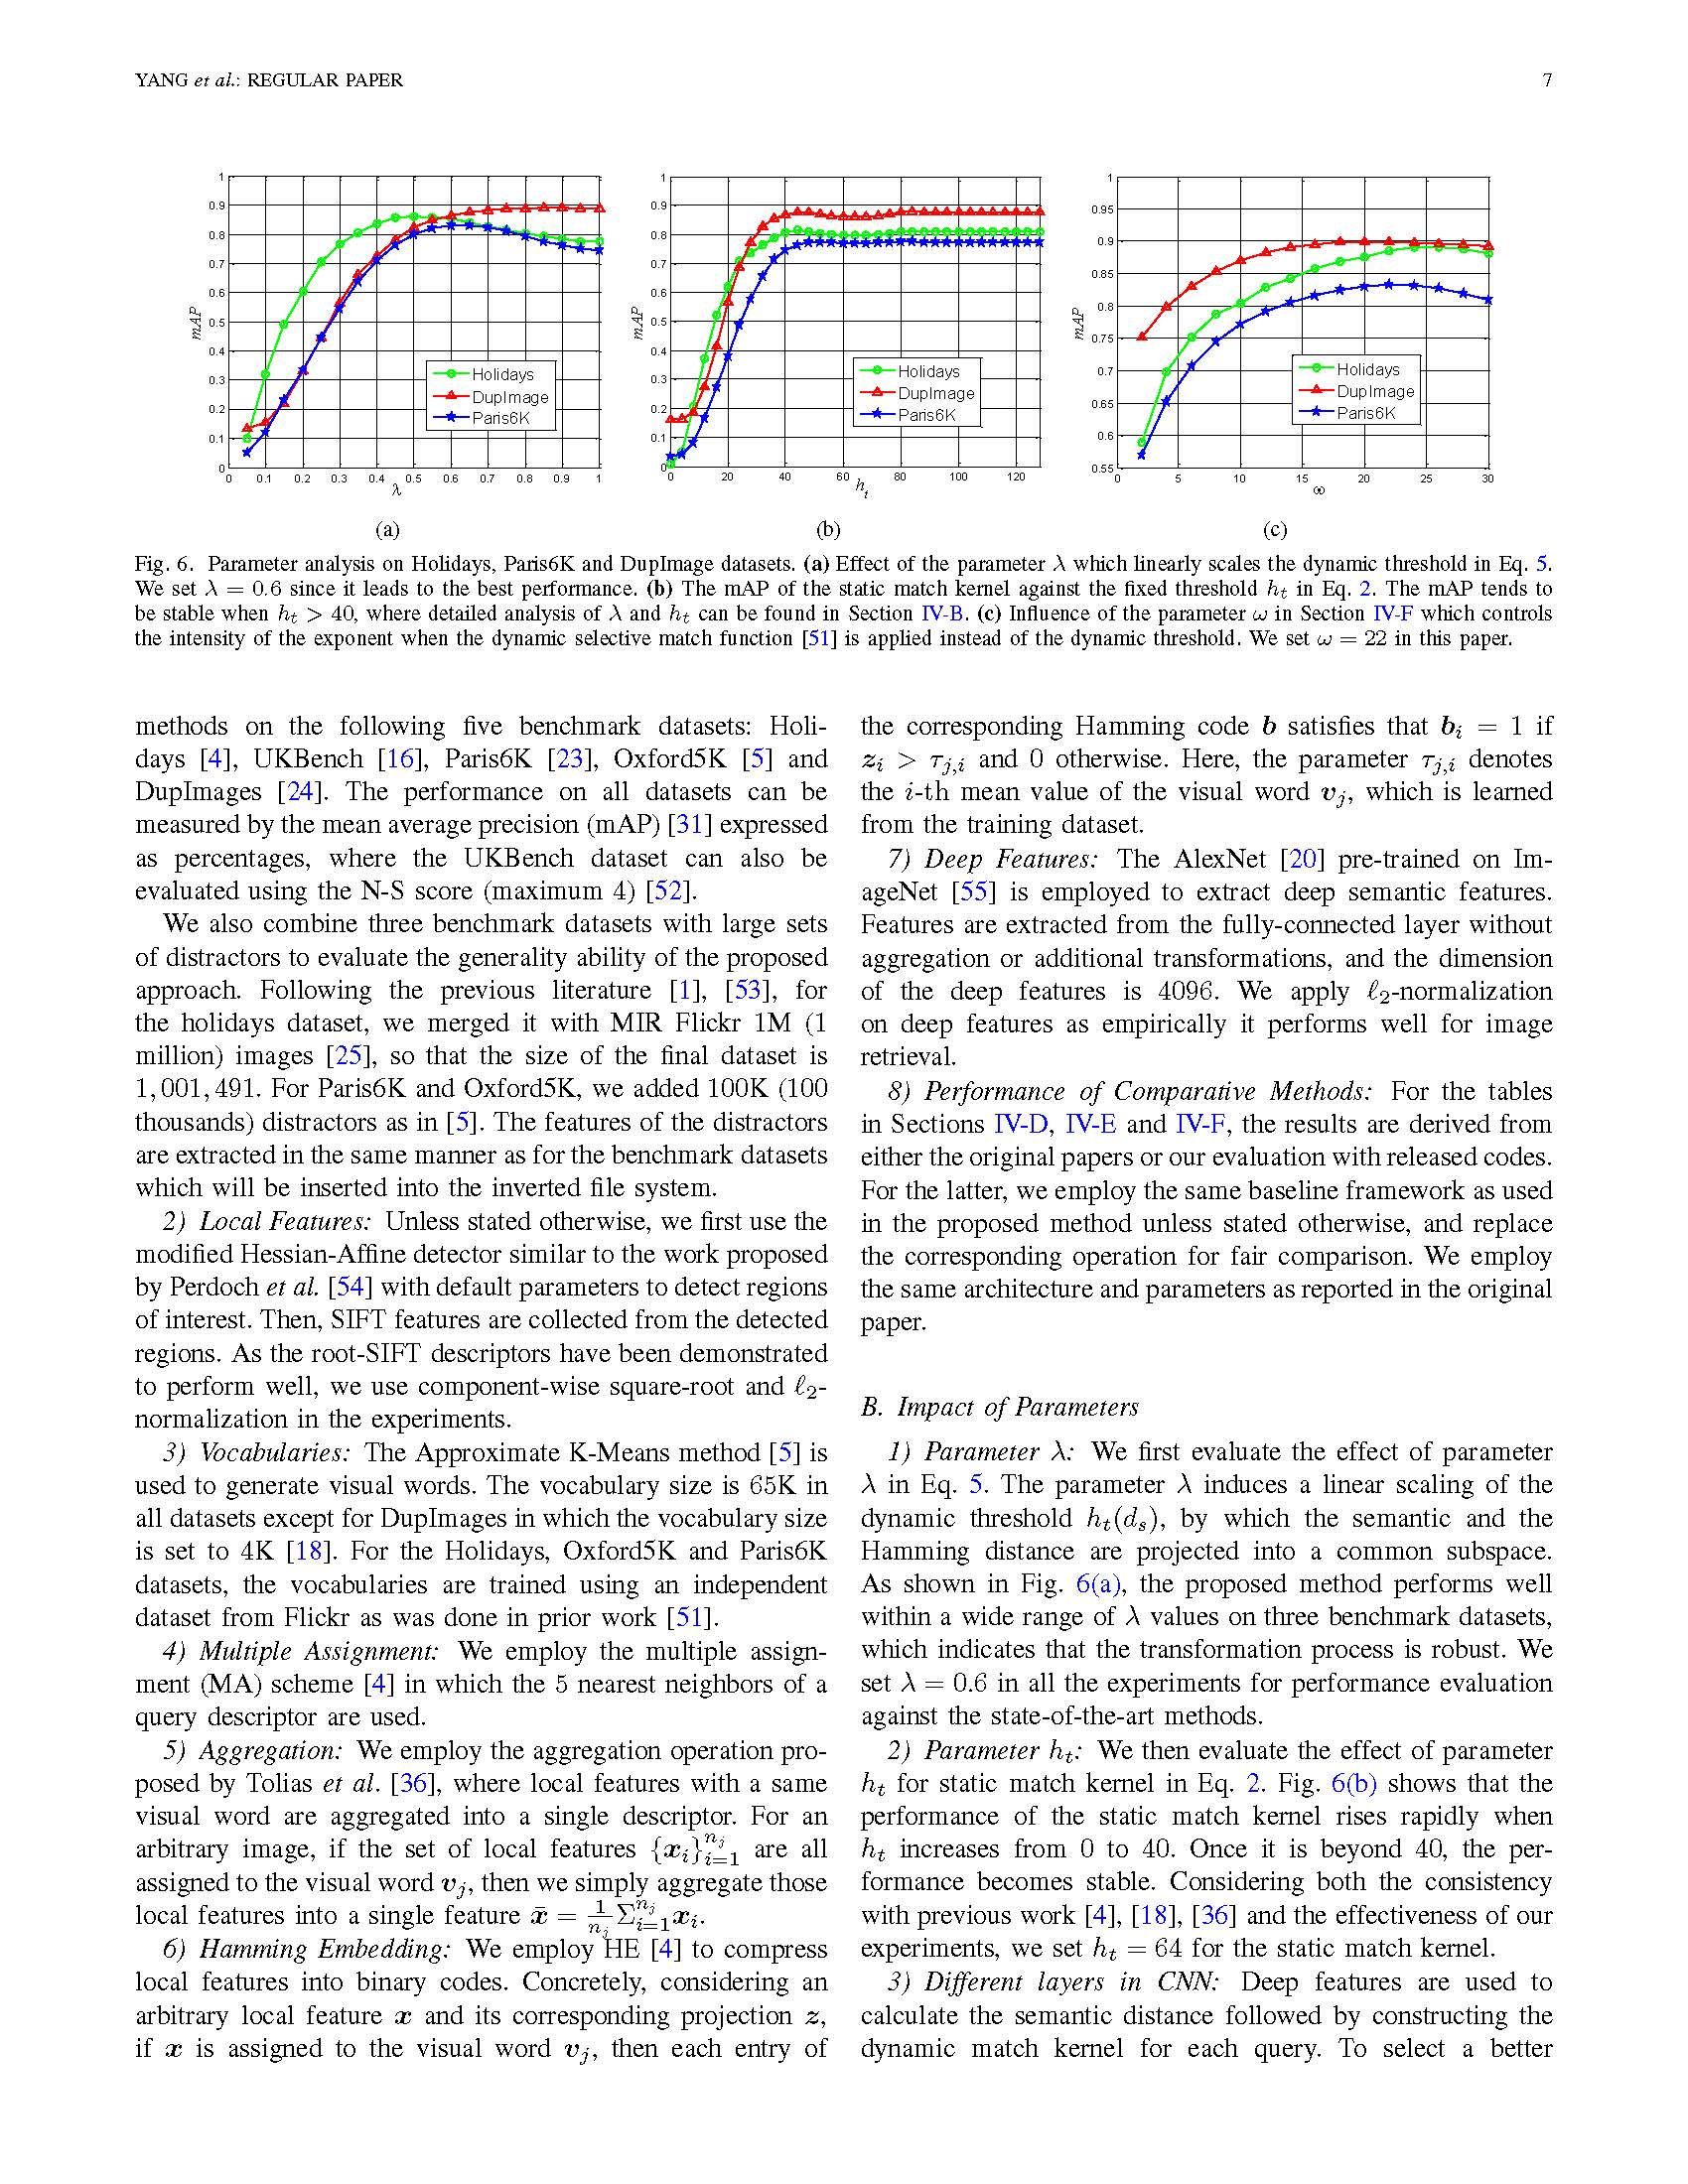 YANG et al.: REGULAR PAPER 7
1
0.9
0.8
0.7
0.6
0.5
0.4
0.3
0.2
0.1
0
mAP
0 0.1 0.2 0.3 0.4 0.5 0.6 0.7 0.8 0.9 1
λ
Holidays
DupImage
Paris6K
(a)
1
0.9
0.8
0.7
0.6
0.5
0.4
0.3
0.2
0.1
0
mAP
0 20 40 60 80 100 120
h_t
Holidays
DupImage
Paris6K
(b)
1
0.95
0.9
0.85
0.8
0.75
0.7
0.65
0.6
0.55
mAP
0 5 10 15 20 25 30
ω
Holidays
DupImage
Paris6K
(c)
Fig. 6. Parameter analysis on Holidays, Paris6K and DupImage datasets. (a) Effect of the parameter λ which linearly scales the dynamic threshold in Eq. 5.
We set λ = 0.6 since it leads to the best performance. (b) The mAP of the static match kernel against the fixed threshold h_t in Eq. 2. The mAP tends to
be stable when h_t > 40, where detailed analysis of λ and h_t can be found in Section IV-B. (c) Influence of the parameter ω in Section IV-F which controls
the intensity of the exponent when the dynamic selective match function [51] is applied instead of the dynamic threshold. We set ω = 22 in this paper.
methods on the following five benchmark datasets: Holi-
days [4], UKBench [16], Paris6K [23], Oxford5K [5] and
DupImages [24]. The performance on all datasets can be
measured by the mean average precision (mAP) [31] expressed
as percentages, where the UKBench dataset can also be
evaluated using the N-S score (maximum 4) [52].
We also combine three benchmark datasets with large sets
of distractors to evaluate the generality ability of the proposed
approach. Following the previous literature [1], [53], for
the holidays dataset, we merged it with MIR Flickr 1M (1
million) images [25], so that the size of the final dataset is
1,001,491. For Paris6K and Oxford5K, we added 100K (100
thousands) distractors as in [5]. The features of the distractors
are extracted in the same manner as for the benchmark datasets
which will be inserted into the inverted file system.
2) Local Features: Unless stated otherwise, we first use the
modified Hessian-Affine detector similar to the work proposed
by Perdoch et al. [54] with default parameters to detect regions
of interest. Then, SIFT features are collected from the detected
regions. As the root-SIFT descriptors have been demonstrated
to perform well, we use component-wise square-root and ℓ₂-
normalization in the experiments.
3) Vocabularies: The Approximate K-Means method [5] is
used to generate visual words. The vocabulary size is 65K in
all datasets except for DupImages in which the vocabulary size
is set to 4K [18]. For the Holidays, Oxford5K and Paris6K
datasets, the vocabularies are trained using an independent
dataset from Flickr as was done in prior work [51].
4) Multiple Assignment: We employ the multiple assign-
ment (MA) scheme [4] in which the 5 nearest neighbors of a
query descriptor are used.
5) Aggregation: We employ the aggregation operation pro-
posed by Tolias et al. [36], where local features with a same
visual word are aggregated into a single descriptor. For an
arbitrary image, if the set of local features {x_i}_{i=1}^{n_j} are all
assigned to the visual word v_j, then we simply aggregate those
local features into a single feature x̄ = 1/n_j Σ_{i=1}^{n_j} x_i.
6) Hamming Embedding: We employ HE [4] to compress
local features into binary codes. Concretely, considering an
arbitrary local feature x and its corresponding projection z,
if x is assigned to the visual word v_j, then each entry of
the corresponding Hamming code b satisfies that b_i = 1 if
z_i > τ_{j,i} and 0 otherwise. Here, the parameter τ_{j,i} denotes
the i-th mean value of the visual word v_j, which is learned
from the training dataset.
7) Deep Features: The AlexNet [20] pre-trained on Im-
ageNet [55] is employed to extract deep semantic features.
Features are extracted from the fully-connected layer without
aggregation or additional transformations, and the dimension
of the deep features is 4096. We apply ℓ₂-normalization
on deep features as empirically it performs well for image
retrieval.
8) Performance of Comparative Methods: For the tables
in Sections IV-D, IV-E and IV-F, the results are derived from
either the original papers or our evaluation with released codes.
For the latter, we employ the same baseline framework as used
in the proposed method unless stated otherwise, and replace
the corresponding operation for fair comparison. We employ
the same architecture and parameters as reported in the original
paper.
B. Impact of Parameters
1) Parameter λ: We first evaluate the effect of parameter
λ in Eq. 5. The parameter λ induces a linear scaling of the
dynamic threshold h_t(d_s), by which the semantic and the
Hamming distance are projected into a common subspace.
As shown in Fig. 6(a), the proposed method performs well
within a wide range of λ values on three benchmark datasets,
which indicates that the transformation process is robust. We
set λ = 0.6 in all the experiments for performance evaluation
against the state-of-the-art methods.
2) Parameter h_t: We then evaluate the effect of parameter
h_t for static match kernel in Eq. 2. Fig. 6(b) shows that the
performance of the static match kernel rises rapidly when
h_t increases from 0 to 40. Once it is beyond 40, the per-
formance becomes stable. Considering both the consistency
with previous work [4], [18], [36] and the effectiveness of our
experiments, we set h_t = 64 for the static match kernel.
3) Different layers in CNN: Deep features are used to
calculate the semantic distance followed by constructing the
dynamic match kernel for each query. To select a better